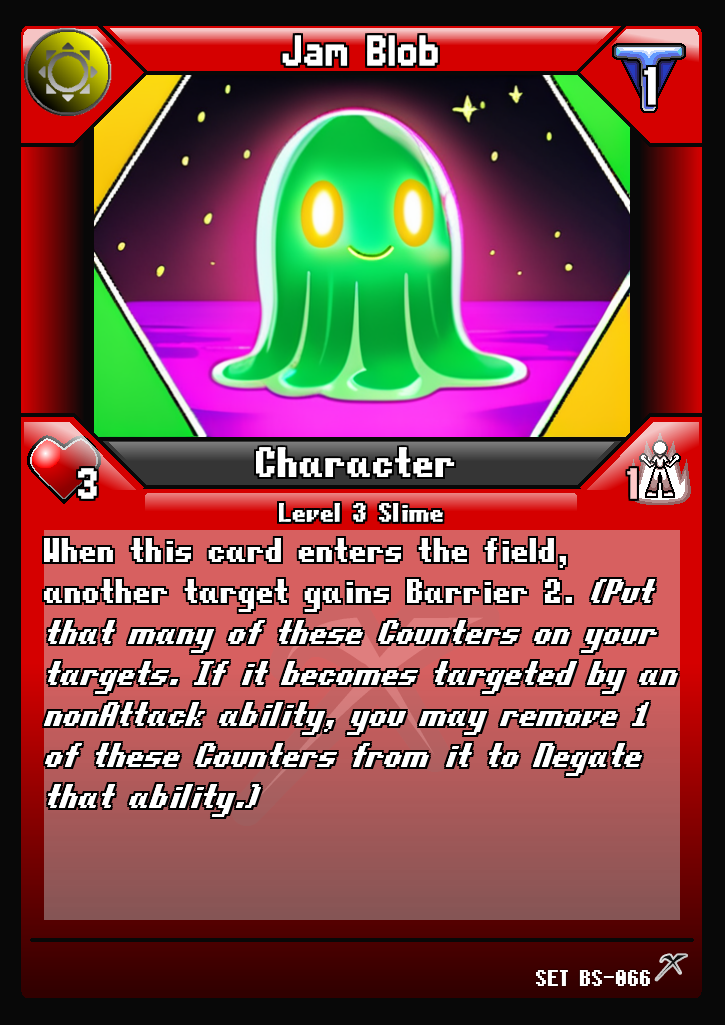 Jam Blob
1
Character
3
1
Level 3 Slime
When this card enters the field,
another target gains Barrier 2. (Put
that many of these Counters on your
targets. If it becomes targeted by an
nonAttack ability, you may remove 1
of these Counters from it to Negate
that ability.)
SET BS-066